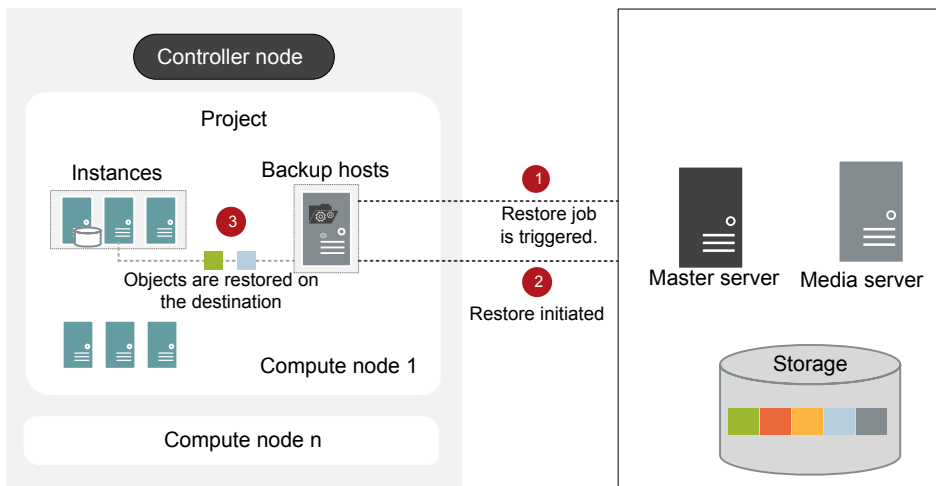 Controller node
Project
Instances
Backup hosts
3
Objects are restored on
the destination
Compute node 1
Compute node n
1
Restore job
is triggered.
2
Restore initiated
Master server
Media server
Storage